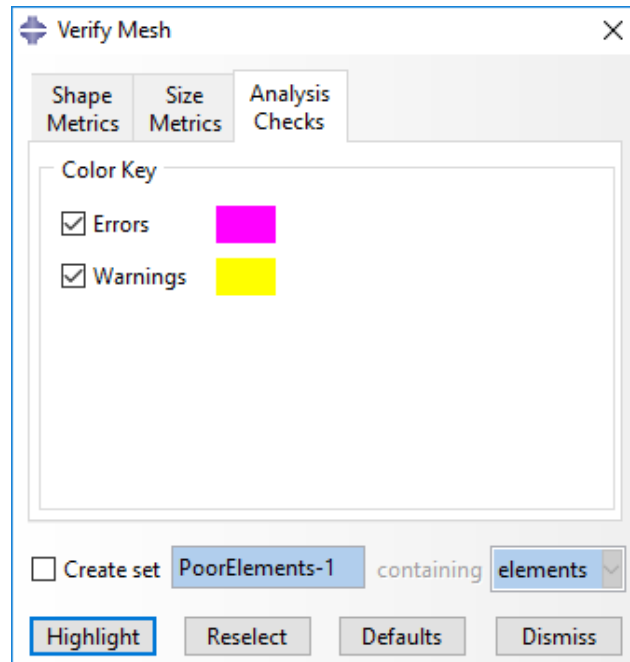 Verify Mesh
Shape Metrics
Size Metrics
Analysis Checks
Color Key
Errors
Warnings
Create set PoorElements-1 containing elements
Highlight Reselect Defaults Dismiss